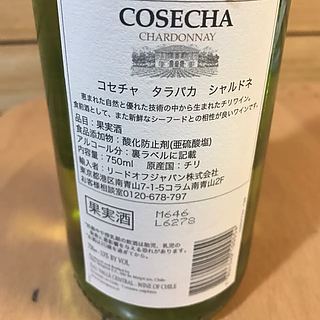 COSECHA
CHARDONNAY
コセチャ タラパカ シャルドネ
恵まれた自然と優れた技術の中から生まれたチリワイン。
食前酒として、また新鮮なシーフードとの相性が良いワインです。
品目：果実酒
食品添加物：酸化防止剤(亜硫酸塩)
アルコール分：裏ラベルに記載
内容量：750ml 原産国：チリ
輸入者：リードオフジャパン株式会社
東京都港区南青山7-1-5コラム南青山2F
お客様相談室0120-678-797
果実酒
M646
L6278
BY VOL
CENTRAL - WINE OF CHILE